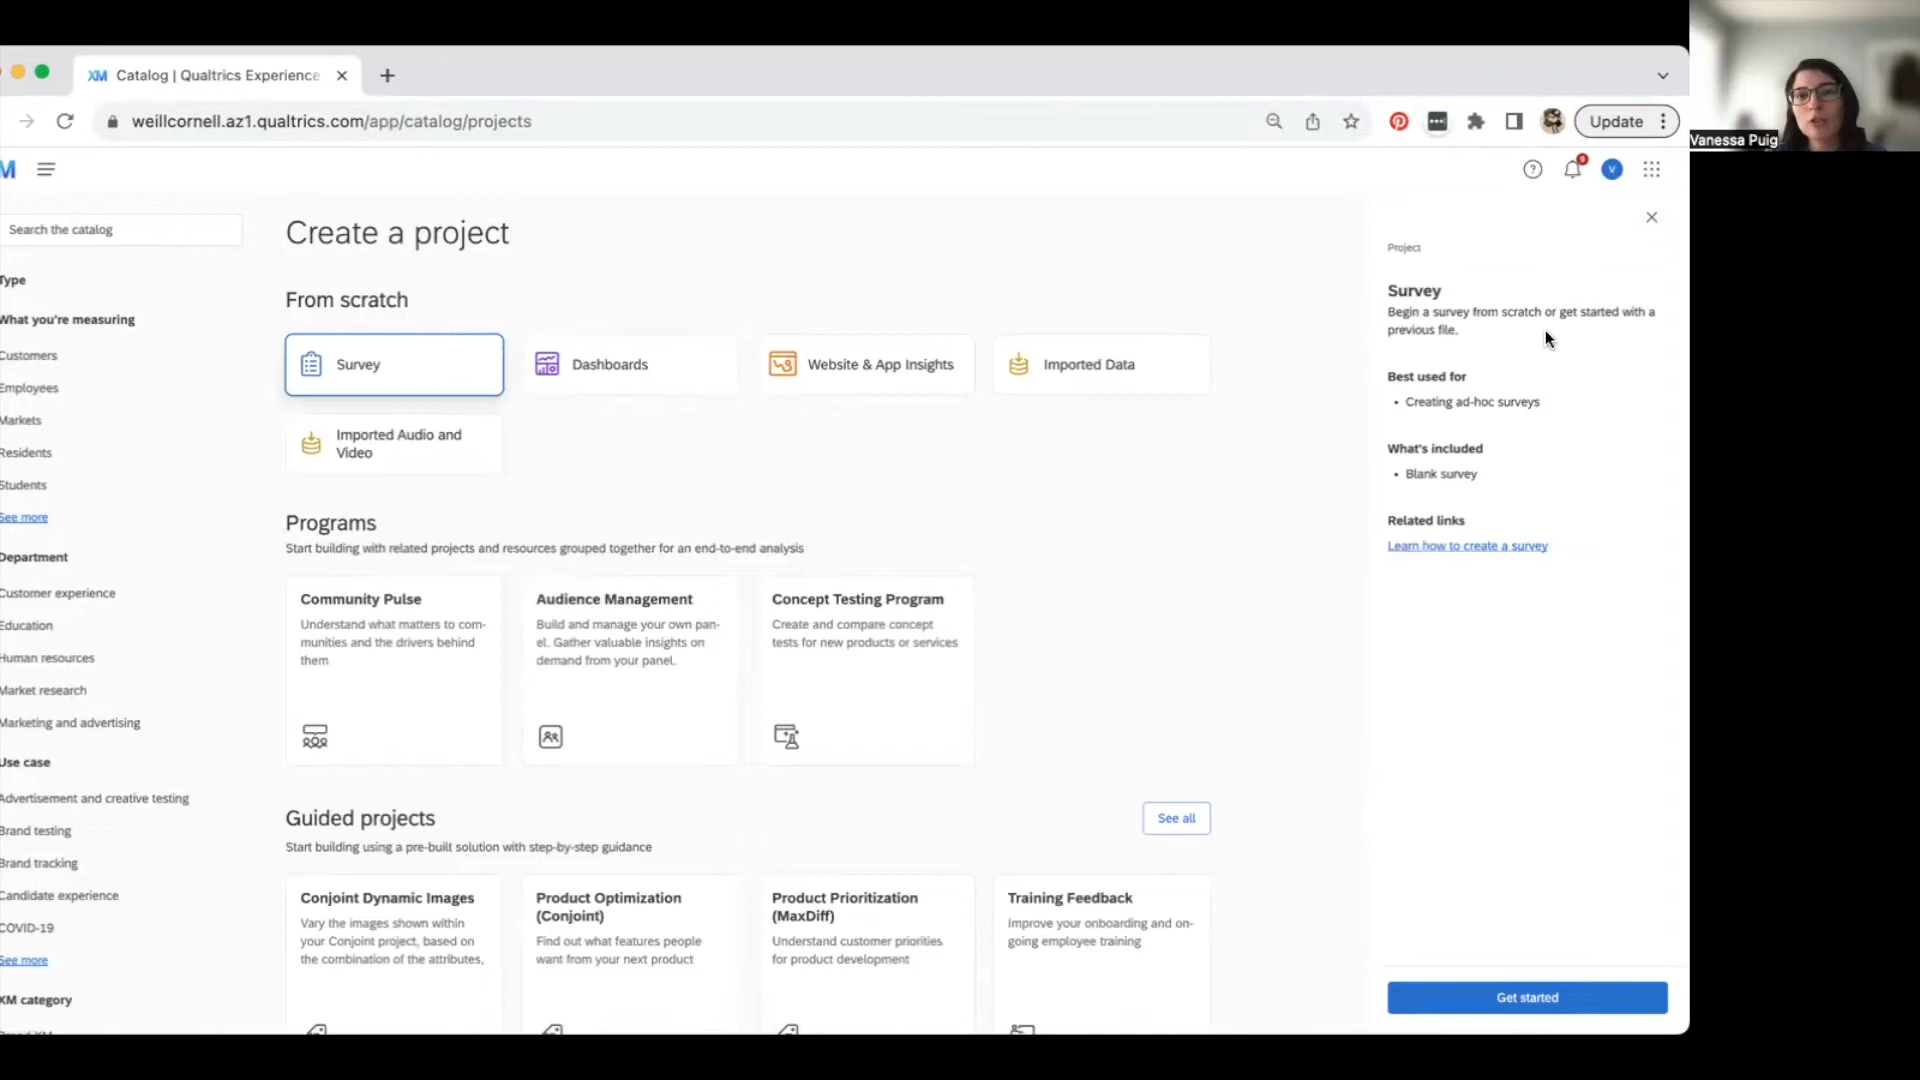 XM Catalog | Qualtrics Experience
weillcornell.az1.qualtrics.com/app/catalog/projects
Update
Vanessa Puig
M
9
V
Search the catalog
Type
What you're measuring
Customers
Employees
Markets
Residents
Students
See more
Department
Customer experience
Education
Human resources
Market research
Marketing and advertising
Use case
Advertisement and creative testing
Brand testing
Brand tracking
Candidate experience
COVID-19
See more
XM category
Create a project
From scratch
Survey
Dashboards
Website & App Insights
Imported Data
Imported Audio and
Video
Programs
Start building with related projects and resources grouped together for an end-to-end analysis
Community Pulse
Understand what matters to com-
munities and the drivers behind
them
Audience Management
Build and manage your own pan-
el. Gather valuable insights on
demand from your panel.
Concept Testing Program
Create and compare concept
tests for new products or services
Guided projects
See all
Start building using a pre-built solution with step-by-step guidance
Conjoint Dynamic Images
Vary the images shown within
your Conjoint project, based on
the combination of the attributes,
Product Optimization
(Conjoint)
Find out what features people
want from your next product
Product Prioritization
(MaxDiff)
Understand customer priorities
for product development
Training Feedback
Improve your onboarding and on-
going employee training
Project
Survey
Begin a survey from scratch or get started with a
previous file.
Best used for
• Creating ad-hoc surveys
What's included
• Blank survey
Related links
Learn how to create a survey
Get started